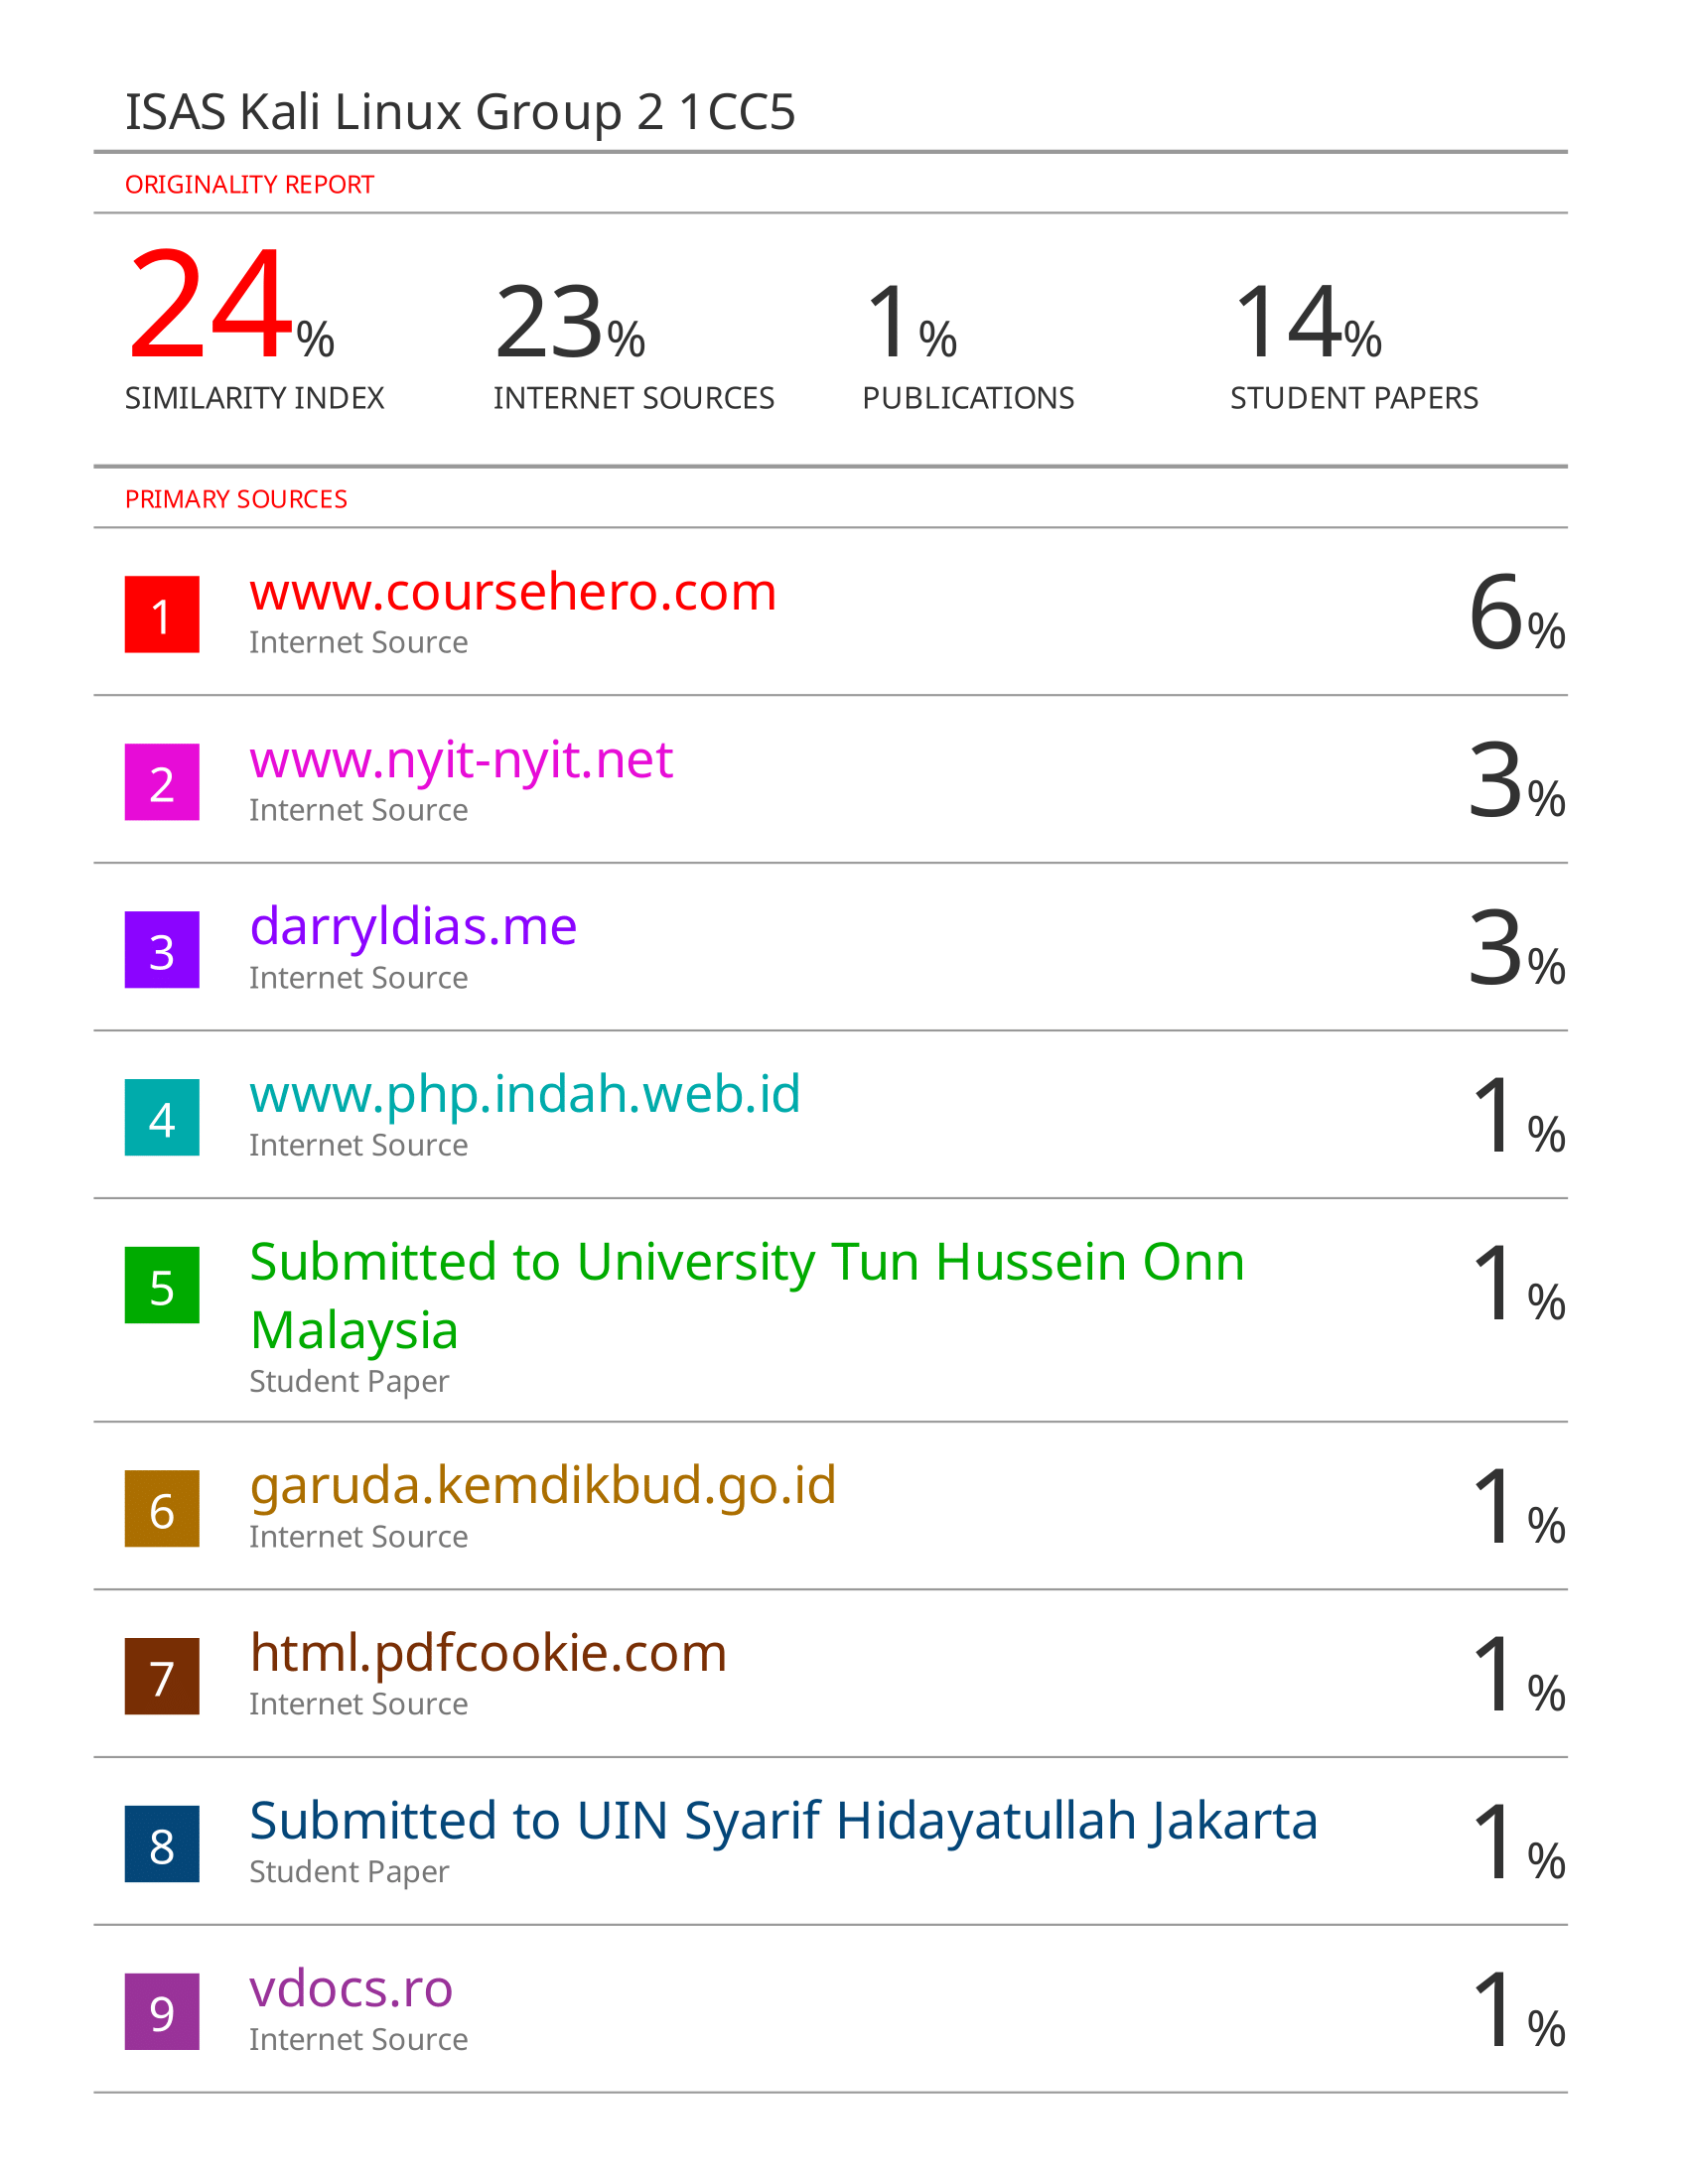 ISAS Kali Linux Group 2 1CC5
ORIGINALITY REPORT
24% 23% 1% 14%
SIMILARITY INDEX INTERNET SOURCES PUBLICATIONS STUDENT PAPERS
PRIMARY SOURCES
1 www.coursehero.com 6%
Internet Source
2 www.nyit-nyit.net 3%
Internet Source
3 darryldias.me 3%
Internet Source
4 www.php.indah.web.id 1%
Internet Source
5 Submitted to University Tun Hussein Onn 1%
Malaysia
Student Paper
6 garuda.kemdikbud.go.id 1%
Internet Source
7 html.pdfcookie.com 1%
Internet Source
8 Submitted to UIN Syarif Hidayatullah Jakarta 1%
Student Paper
9 vdocs.ro 1%
Internet Source